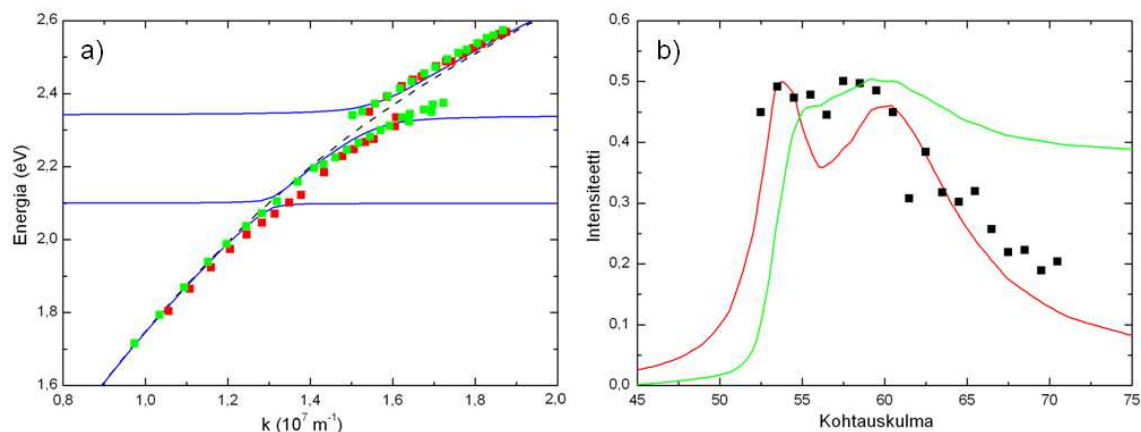 a)
2,6
2,4
2,2
2,0
1,8
1,6
Energia (eV)
0,8 1,0 1,2 1,4 1,6 1,8 2,0
k (10⁷ m⁻¹)
b)
0,6
0,5
0,4
0,3
0,2
0,1
0,0
Intensiteetti
45 50 55 60 65 70 75
Kohtauskulma